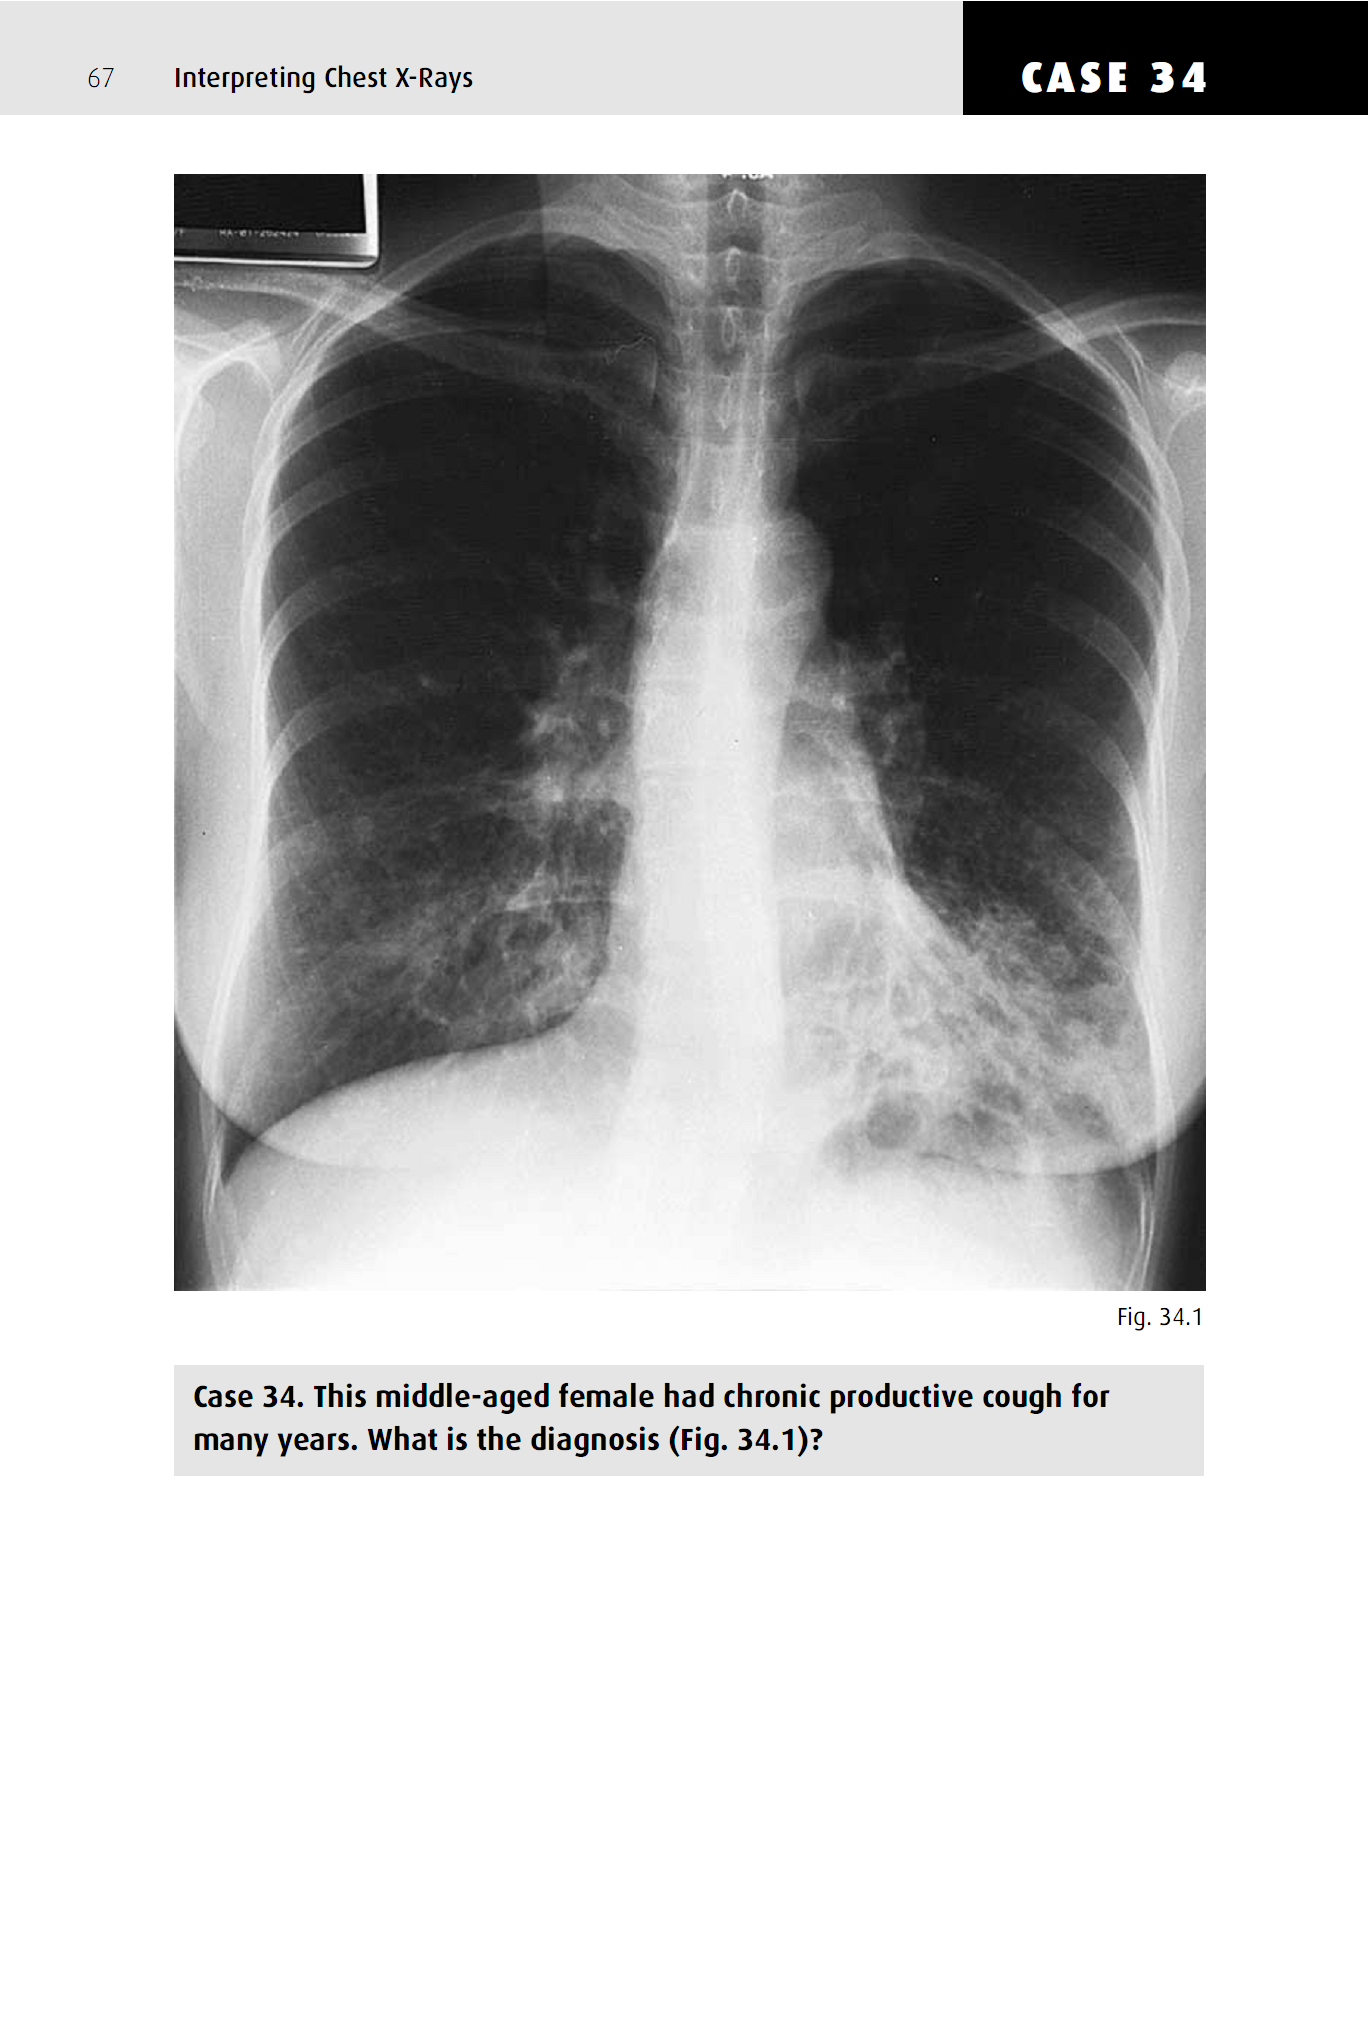 67 Interpreting Chest X-Rays CASE 34
Fig. 34.1
Case 34. This middle-aged female had chronic productive cough for
many years. What is the diagnosis (Fig. 34.1)?